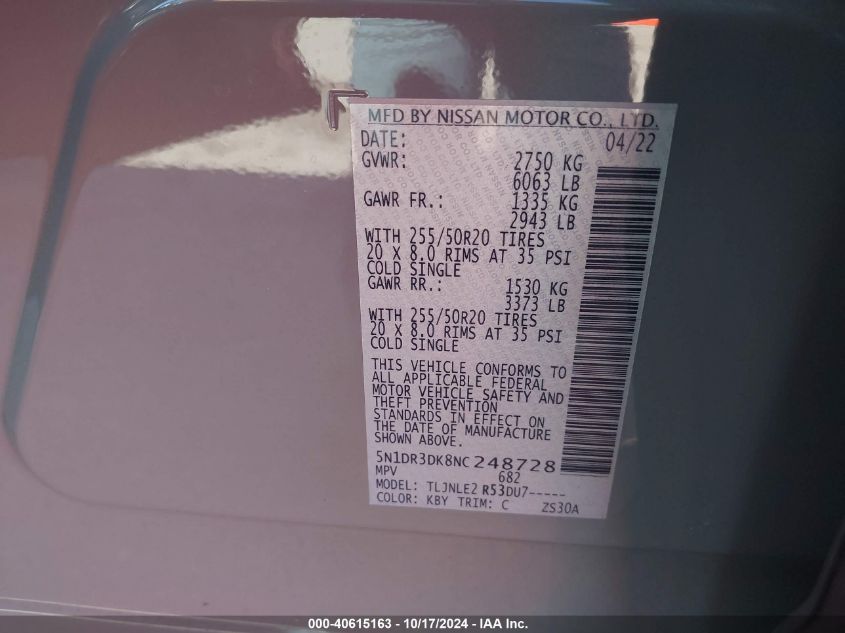 MFD BY NISSAN MOTOR CO., LTD.
DATE: 04/22
GVWR: 2750 KG
6063 LB
GAWR FR.: 1335 KG
2943 LB
WITH 255/50R20 TIRES
20 X 8.0 RIMS AT 35 PSI
COLD SINGLE
GAWR RR.: 1530 KG
3373 LB
WITH 255/50R20 TIRES
20 X 8.0 RIMS AT 35 PSI
COLD SINGLE
THIS VEHICLE CONFORMS TO
ALL APPLICABLE FEDERAL
MOTOR VEHICLE SAFETY AND
THEFT PREVENTION
STANDARDS IN EFFECT ON
THE DATE OF MANUFACTURE
SHOWN ABOVE.
5N1DR3DK8NC248728
MPV 682
MODEL: TLJNLE2 R53DU7-----
COLOR: KBY TRIM: C ZS30A
000-40615163 - 10/17/2024 - IAA Inc.